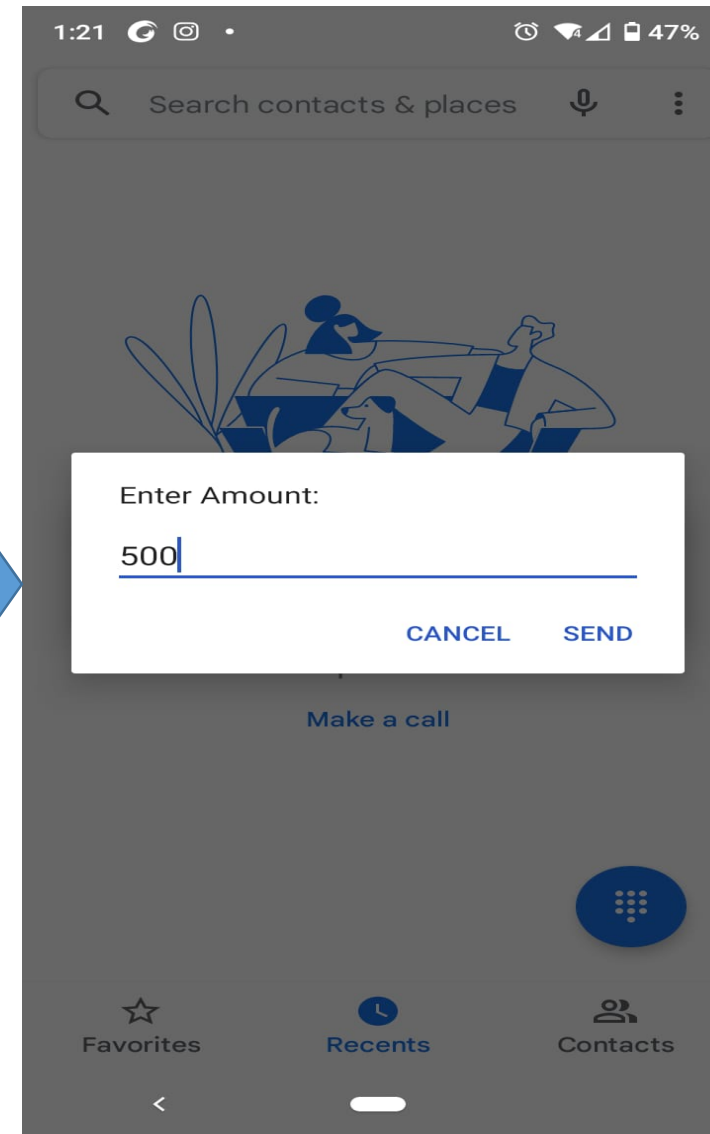 1:21 47%
Search contacts & places
Enter Amount:
500
CANCEL SEND
Make a call
Favorites Recents Contacts